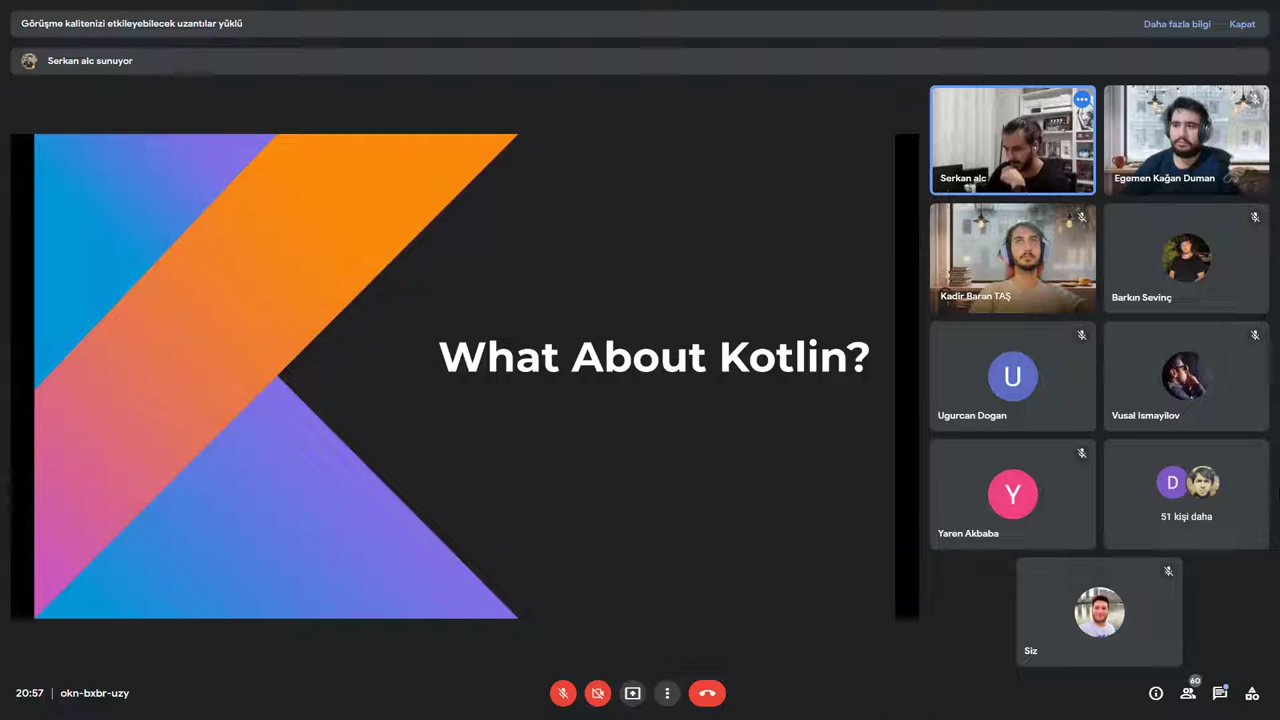 Görüşme kalitenizi etkileyebilecek uzantılar yüklü
Daha fazla bilgi
Kapat
Serkan alc sunuyor
What About Kotlin?
Serkan alc
Egemen Kağan Duman
Kadir Baran TAŞ
Barkın Sevinç
U
Ugurcan Dogan
Vusal Ismayilov
Y
Yaren Akbaba
D
51 kişi daha
Siz
20:57
okn-bxbr-uzy
60